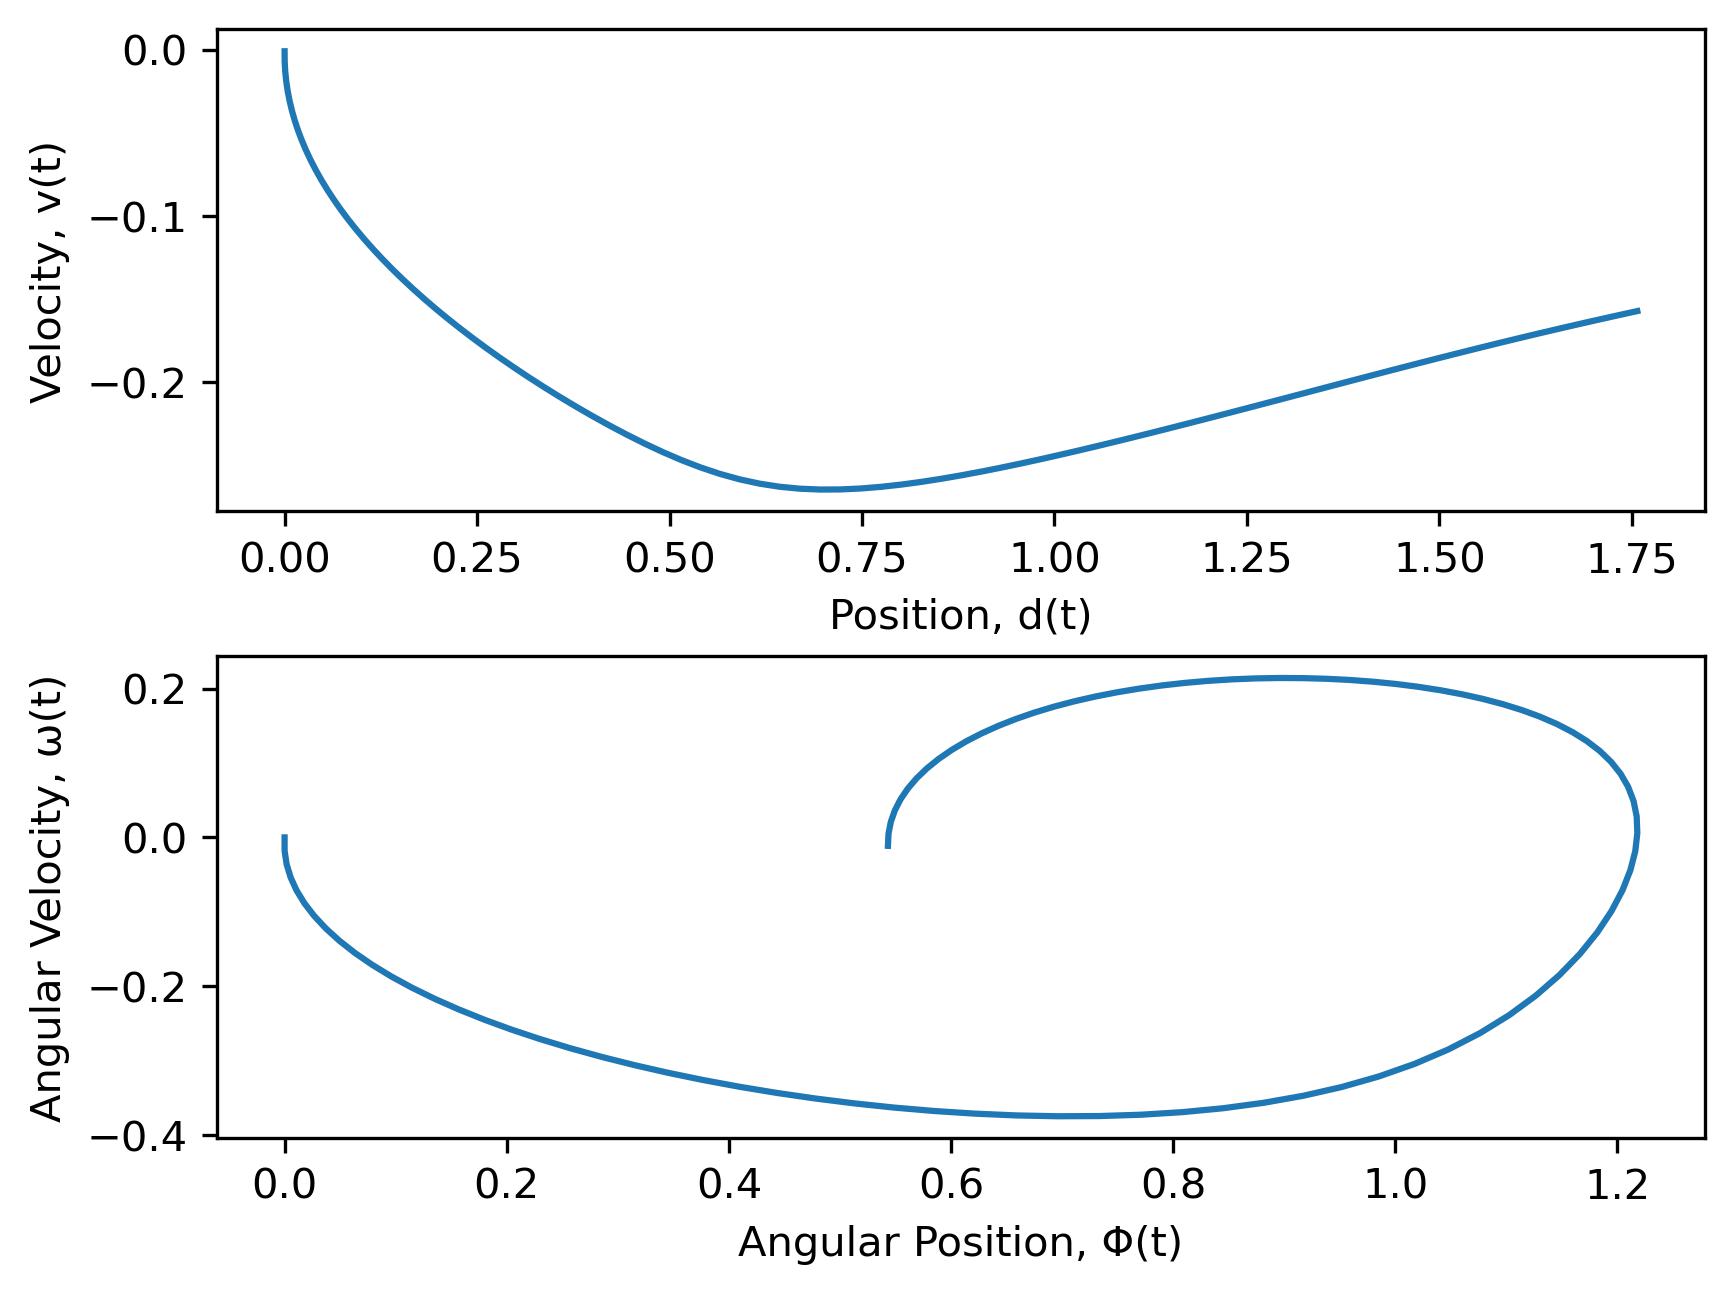 0.0
−0.1
−0.2
Velocity, v(t)
0.00 0.25 0.50 0.75 1.00 1.25 1.50 1.75
Position, d(t)
0.2
0.0
−0.2
−0.4
Angular Velocity, ω(t)
0.0 0.2 0.4 0.6 0.8 1.0 1.2
Angular Position, Φ(t)